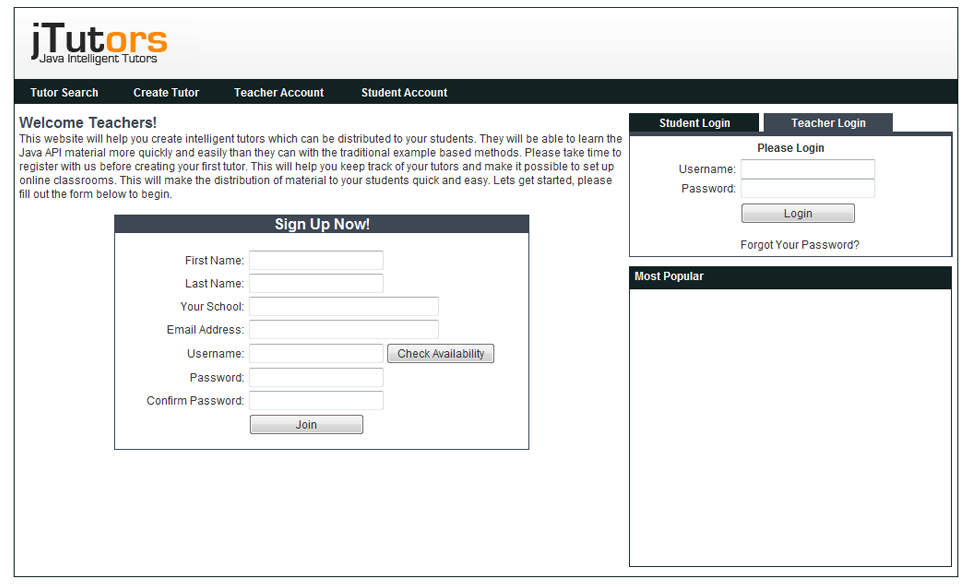 jTutors
Java Intelligent Tutors
Tutor Search Create Tutor Teacher Account Student Account
Welcome Teachers!
This website will help you create intelligent tutors which can be distributed to your students. They will be able to learn the
Java API material more quickly and easily than they can with the traditional example based methods. Please take time to
register with us before creating your first tutor. This will help you keep track of your tutors and make it possible to set up
online classrooms. This will make the distribution of material to your students quick and easy. Lets get started, please
fill out the form below to begin.
Sign Up Now!
First Name:
Last Name:
Your School:
Email Address:
Username: Check Availability
Password:
Confirm Password:
Join
Student Login Teacher Login
Please Login
Username:
Password:
Login
Forgot Your Password?
Most Popular